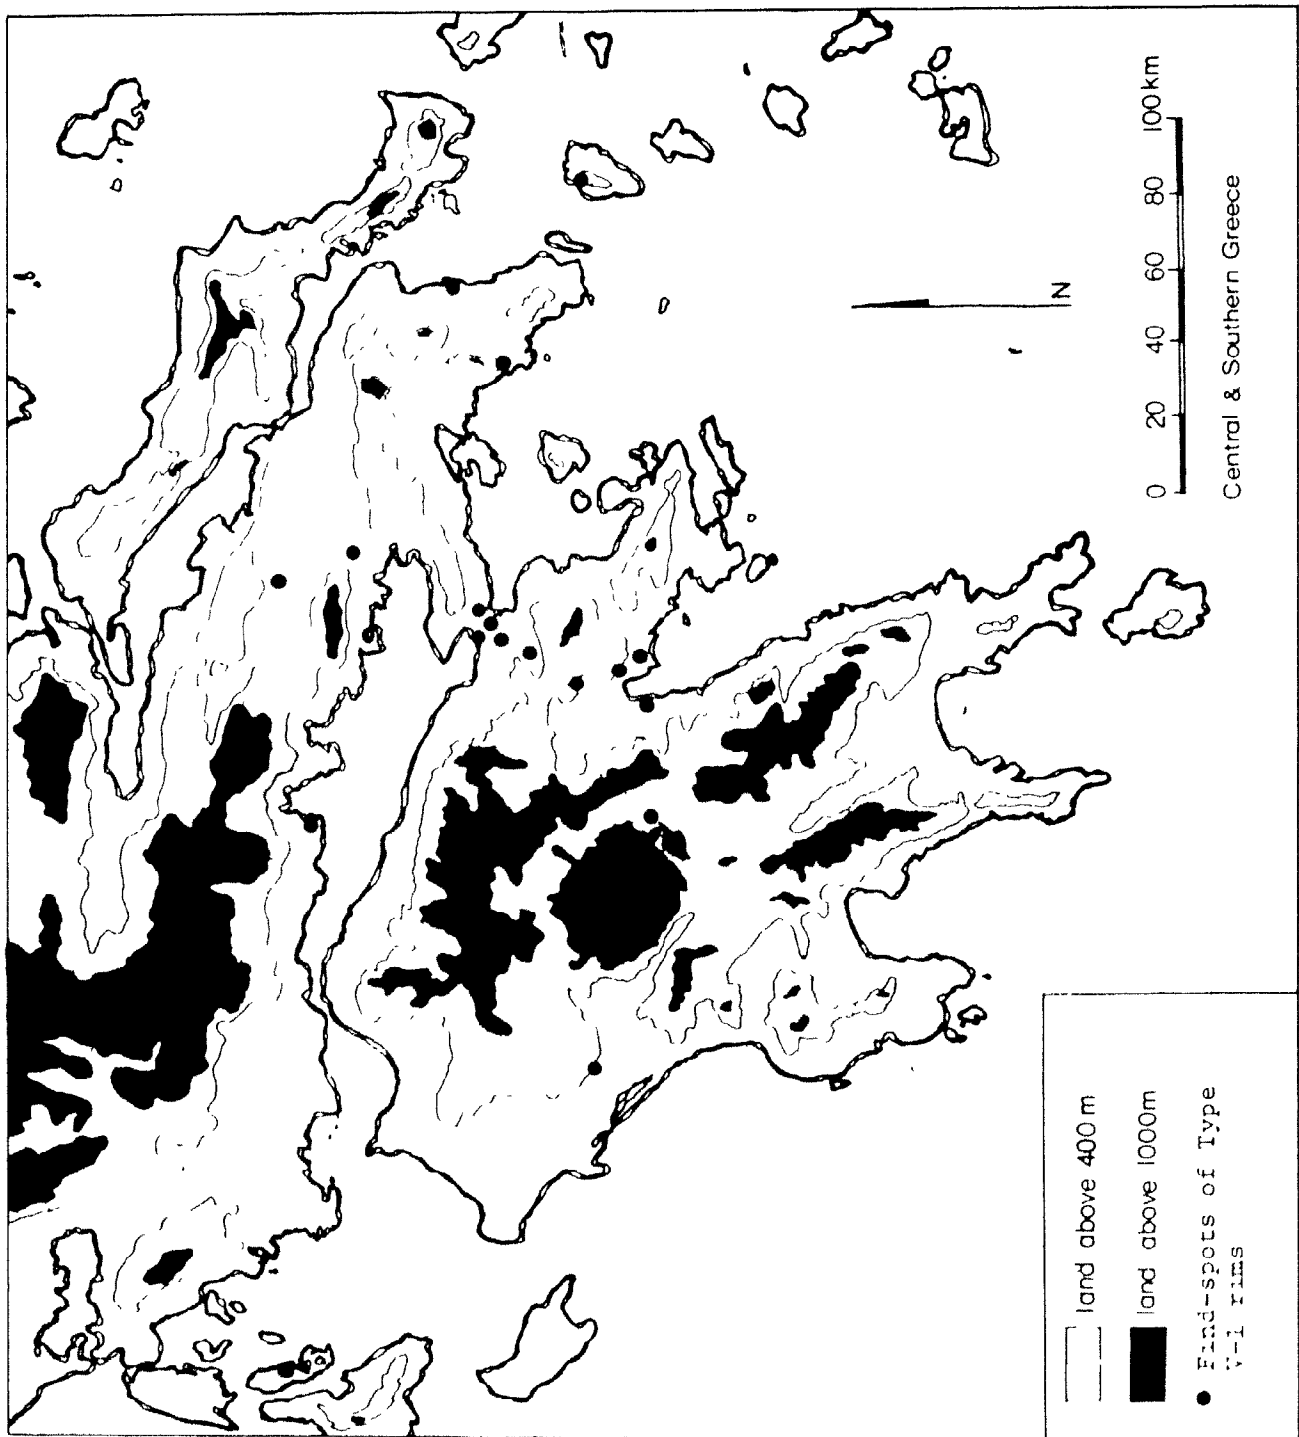 0 20 40 60 80 100km
N
Central & Southern Greece
land above 400 m
land above 1000m
Find-spots of Type
V-1 rims